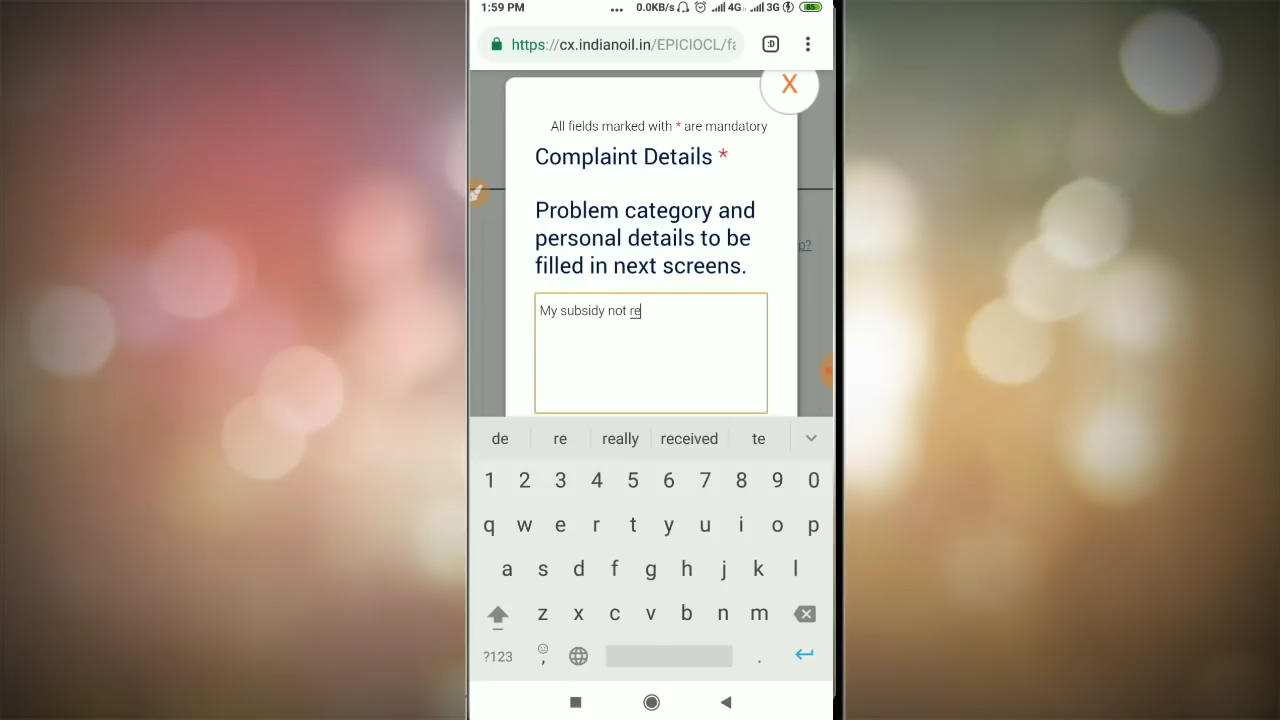 1:59 PM ... 0.0KB/s 4G 3G 85
https://cx.indianoil.in/EPICIOCL/fa
:D
X
All fields marked with * are mandatory
Complaint Details *
Problem category and
personal details to be
filled in next screens.
p?
My subsidy not re
de re really received te
1 2 3 4 5 6 7 8 9 0
q w e r t y u i o p
a s d f g h j k l
z x c v b n m
?123 , .